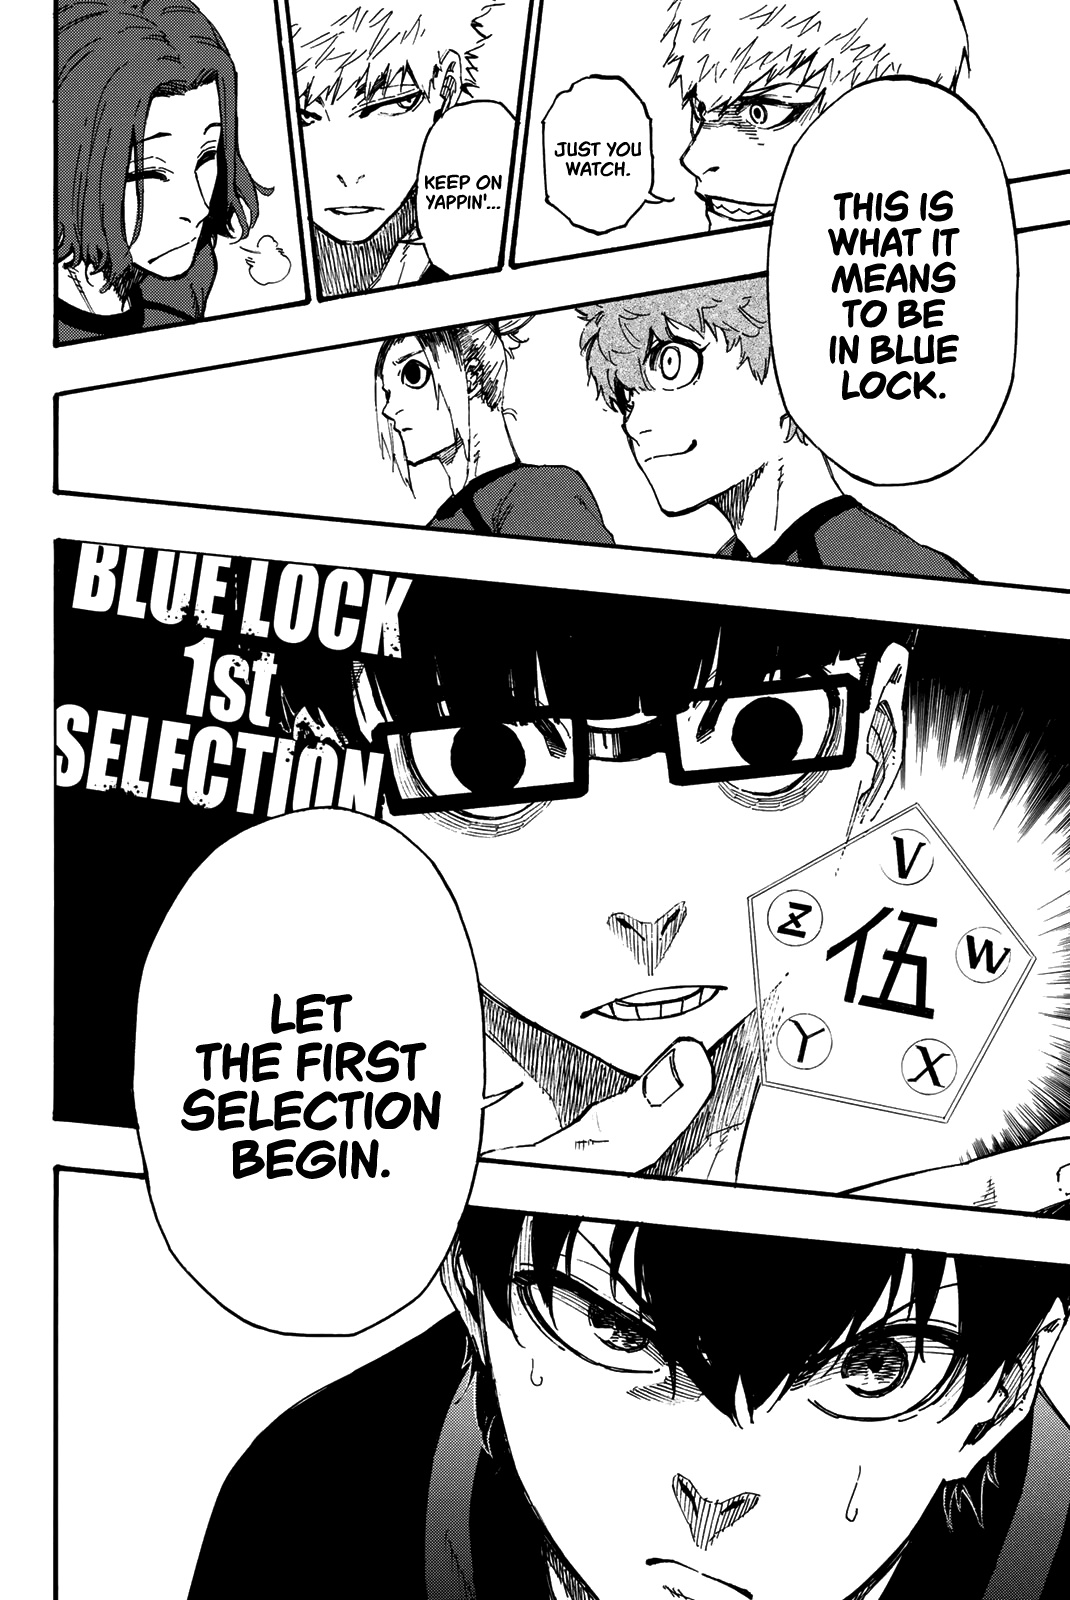 JUST YOU
WATCH.
KEEP ON
YAPPIN'...
THIS IS
WHAT IT
MEANS
TO BE
IN BLUE
LOCK.
BLUE LOCK
1st
SELECTION
V
Z
伍
W
Y
X
LET
THE FIRST
SELECTION
BEGIN.